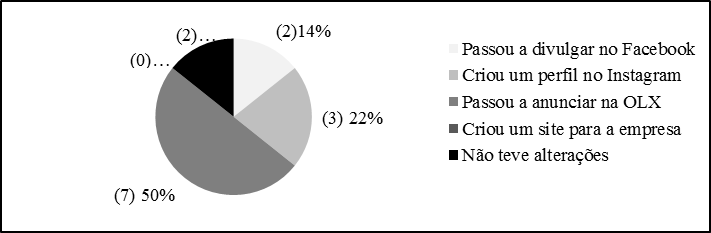 (2)...
(2)14%
(0)...
(3) 22%
(7) 50%
Passou a divulgar no Facebook
Criou um perfil no Instagram
Passou a anunciar na OLX
Criou um site para a empresa
Não teve alterações